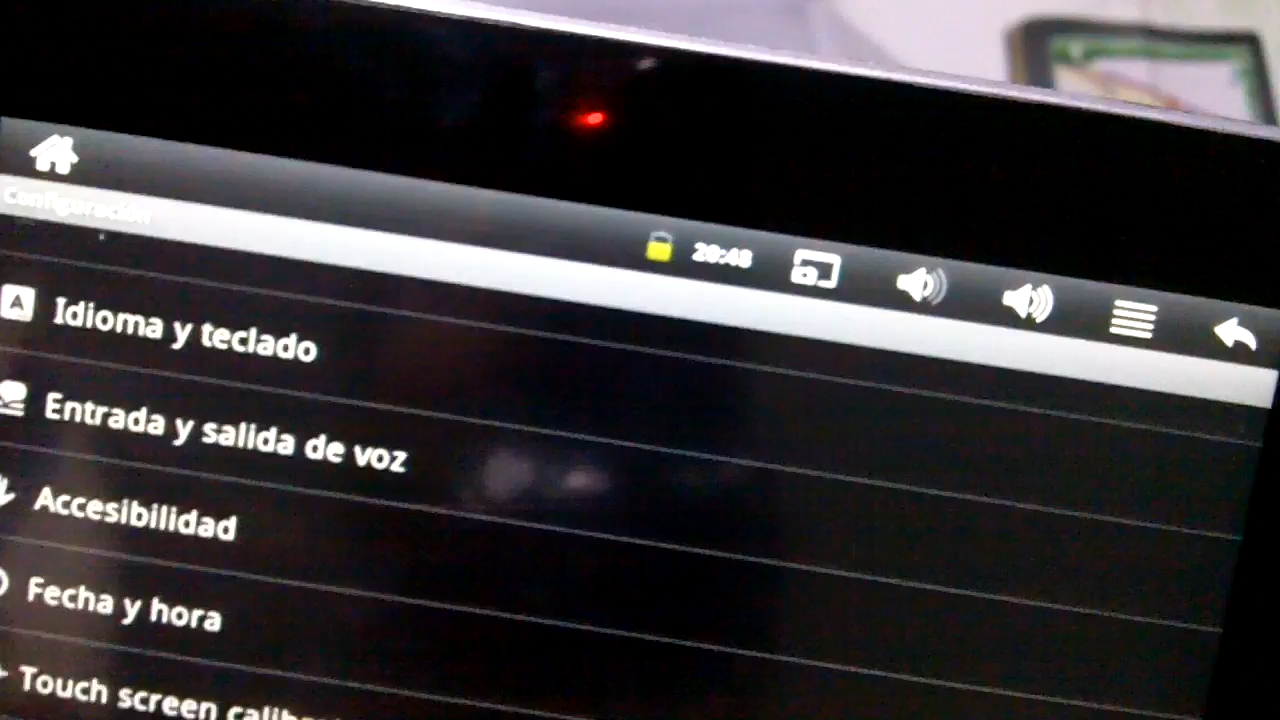 20:48
Configuración
Idioma y teclado
Entrada y salida de voz
Accesibilidad
Fecha y hora
Touch screen